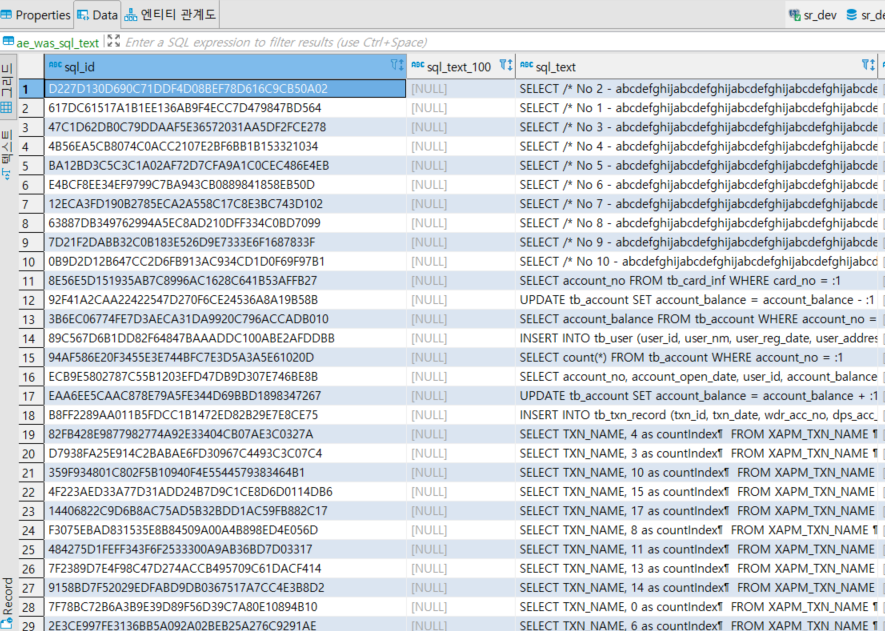 Properties Data 엔티티 관계도 sr_dev
ae_was_sql_text Enter a SQL expression to filter results (use Ctrl+Space)
그리드
텍스트
Record
sql_id sql_text_100 sql_text
1 D227D130D690C71DDF4D08BEF78D616C9CB50A02 [NULL] SELECT /* No 2 - abcdefghijabcdefghijabcdefghijabcde
2 617DC61517A1B1EE136AB9F4ECC7D479847BD564 [NULL] SELECT /* No 1 - abcdefghijabcdefghijabcdefghijabcde
3 47C1D62DB0C79DDAAF5E36572031AA5DF2FCE278 [NULL] SELECT /* No 3 - abcdefghijabcdefghijabcdefghijabcde
4 4B56EA5CB8074C0ACC2107E2BF6BB1B153321034 [NULL] SELECT /* No 4 - abcdefghijabcdefghijabcdefghijabcde
5 BA12BD3C5C3C1A02AF72D7CFA9A1C0CEC486E4EB [NULL] SELECT /* No 5 - abcdefghijabcdefghijabcdefghijabcde
6 E4BCF8EE34EF9799C7BA943CB0889841858EB50D [NULL] SELECT /* No 6 - abcdefghijabcdefghijabcdefghijabcde
7 12ECA3FD190B2785ECA2A558C17C8E3BC743D102 [NULL] SELECT /* No 7 - abcdefghijabcdefghijabcdefghijabcde
8 63887DB349762994A5EC8AD210DFF334C0BD7099 [NULL] SELECT /* No 8 - abcdefghijabcdefghijabcdefghijabcde
9 7D21F2DABB32C0B183E526D9E7333E6F1687833F [NULL] SELECT /* No 9 - abcdefghijabcdefghijabcdefghijabcde
10 0B9D2D12B647CC2D6FB913AC934CD1D0F69F97B1 [NULL] SELECT /* No 10 - abcdefghijabcdefghijabcdefghijabcd
11 8E56E5D151935AB7C8996AC1628C641B53AFFB27 [NULL] SELECT account_no FROM tb_card_inf WHERE card_no = :1
12 92F41A2CAA22422547D270F6CE24536A8A19B58B [NULL] UPDATE tb_account SET account_balance = account_balance - :1
13 3B6EC06774FE7D3AECA31DA9920C796ACCADB010 [NULL] SELECT account_balance FROM tb_account WHERE account_no =
14 89C567D6B1DD82F64847BAAADDC100ABE2AFDDBB [NULL] INSERT INTO tb_user (user_id, user_nm, user_reg_date, user_addres
15 94AF586E20F3455E3E744BFC7E3D5A3A5E61020D [NULL] SELECT count(*) FROM tb_account WHERE account_no = :1
16 ECB9E5802787C55B1203EFD47DB9D307E746BE8B [NULL] SELECT account_no, account_open_date, user_id, account_balance
17 EAA6EE5CAAC878E79A5FE344D69BBD1898347267 [NULL] UPDATE tb_account SET account_balance = account_balance + :1
18 B8FF2289AA011B5FDCC1B1472ED82B29E7E8CE75 [NULL] INSERT INTO tb_txn_record (txn_id, txn_date, wdr_acc_no, dps_acc_
19 82FB428E9877982774A92E33404CB07AE3C0327A [NULL] SELECT TXN_NAME, 4 as countIndex¶ FROM XAPM_TXN_NAME ¶
20 D7938FA25E914C2BABAE6FD30967C4493C3C07C4 [NULL] SELECT TXN_NAME, 3 as countIndex¶ FROM XAPM_TXN_NAME ¶
21 359F934801C802F5B10940F4E5544579383464B1 [NULL] SELECT TXN_NAME, 10 as countIndex¶ FROM XAPM_TXN_NAME
22 4F223AED33A77D31ADD24B7D9C1CE8D6D0114DB6 [NULL] SELECT TXN_NAME, 15 as countIndex¶ FROM XAPM_TXN_NAME
23 14406822C9D6B8AC75AD5B32BDD1AC59FB882C17 [NULL] SELECT TXN_NAME, 17 as countIndex¶ FROM XAPM_TXN_NAME
24 F3075EBAD831535E8B84509A00A4B898ED4E056D [NULL] SELECT TXN_NAME, 8 as countIndex¶ FROM XAPM_TXN_NAME ¶
25 484275D1FEFF343F6F2533300A9AB36BD7D03317 [NULL] SELECT TXN_NAME, 11 as countIndex¶ FROM XAPM_TXN_NAME
26 7F2389D7E4F98C47D274ACCB495709C61DACF414 [NULL] SELECT TXN_NAME, 13 as countIndex¶ FROM XAPM_TXN_NAME
27 9158BD7F52029EDFABD9DB0367517A7CC4E3B8D2 [NULL] SELECT TXN_NAME, 14 as countIndex¶ FROM XAPM_TXN_NAME
28 7F78BC72B6A3B9E39D89F56D39C7A80E10894B10 [NULL] SELECT TXN_NAME, 0 as countIndex¶ FROM XAPM_TXN_NAME ¶
29 2E3CE997FE3136BB5A092A02BEB25A276C9291AE [NULL] SELECT TXN_NAME, 6 as countIndex¶ FROM XAPM_TXN_NAME ¶